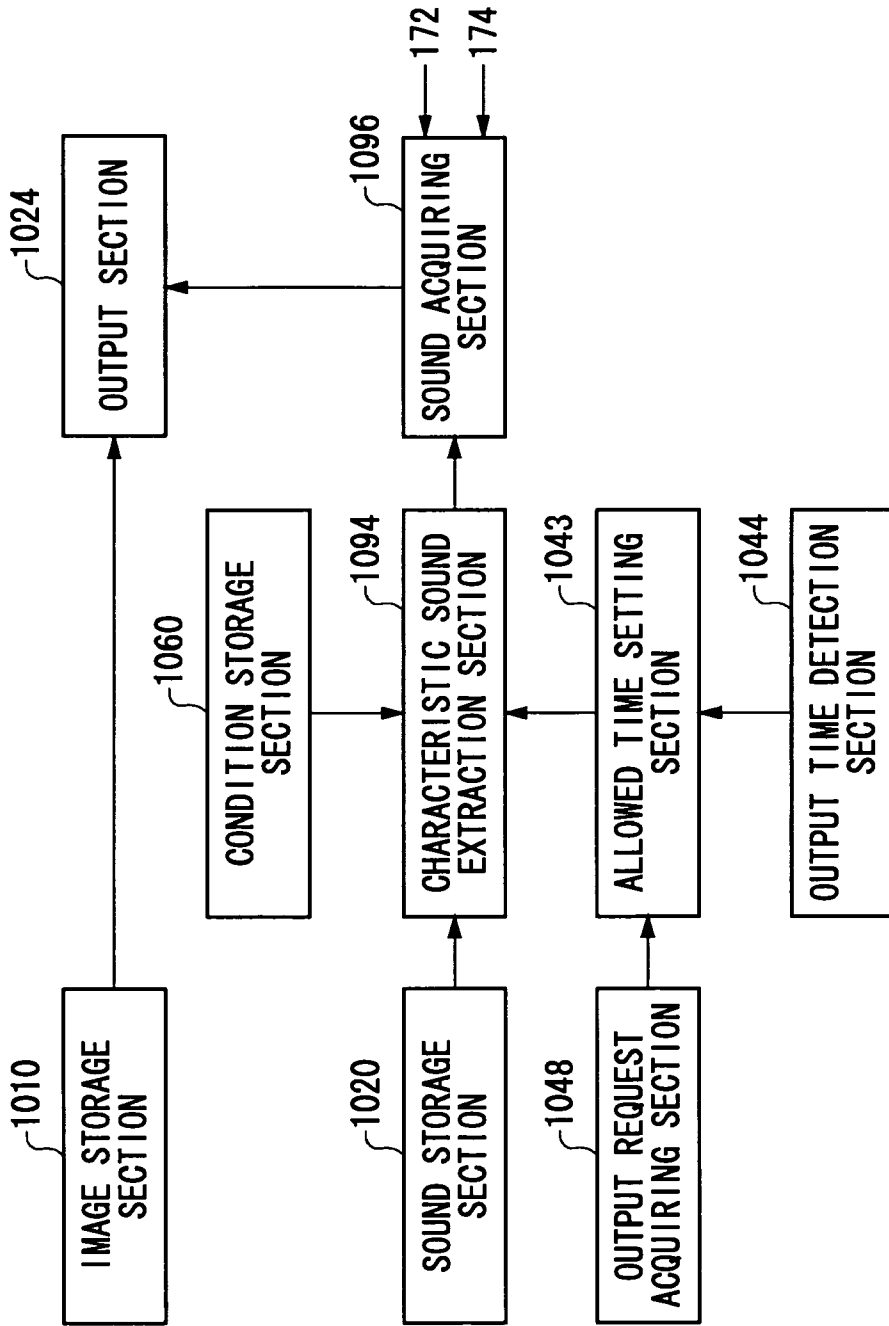 1010
IMAGE STORAGE
SECTION
1024
OUTPUT SECTION
1060
CONDITION STORAGE
SECTION
1020
SOUND STORAGE
SECTION
1094
CHARACTERISTIC SOUND
EXTRACTION SECTION
1096
SOUND ACQUIRING
SECTION
172
174
1048
OUTPUT REQUEST
ACQUIRING SECTION
1043
ALLOWED TIME SETTING
SECTION
1044
OUTPUT TIME DETECTION
SECTION